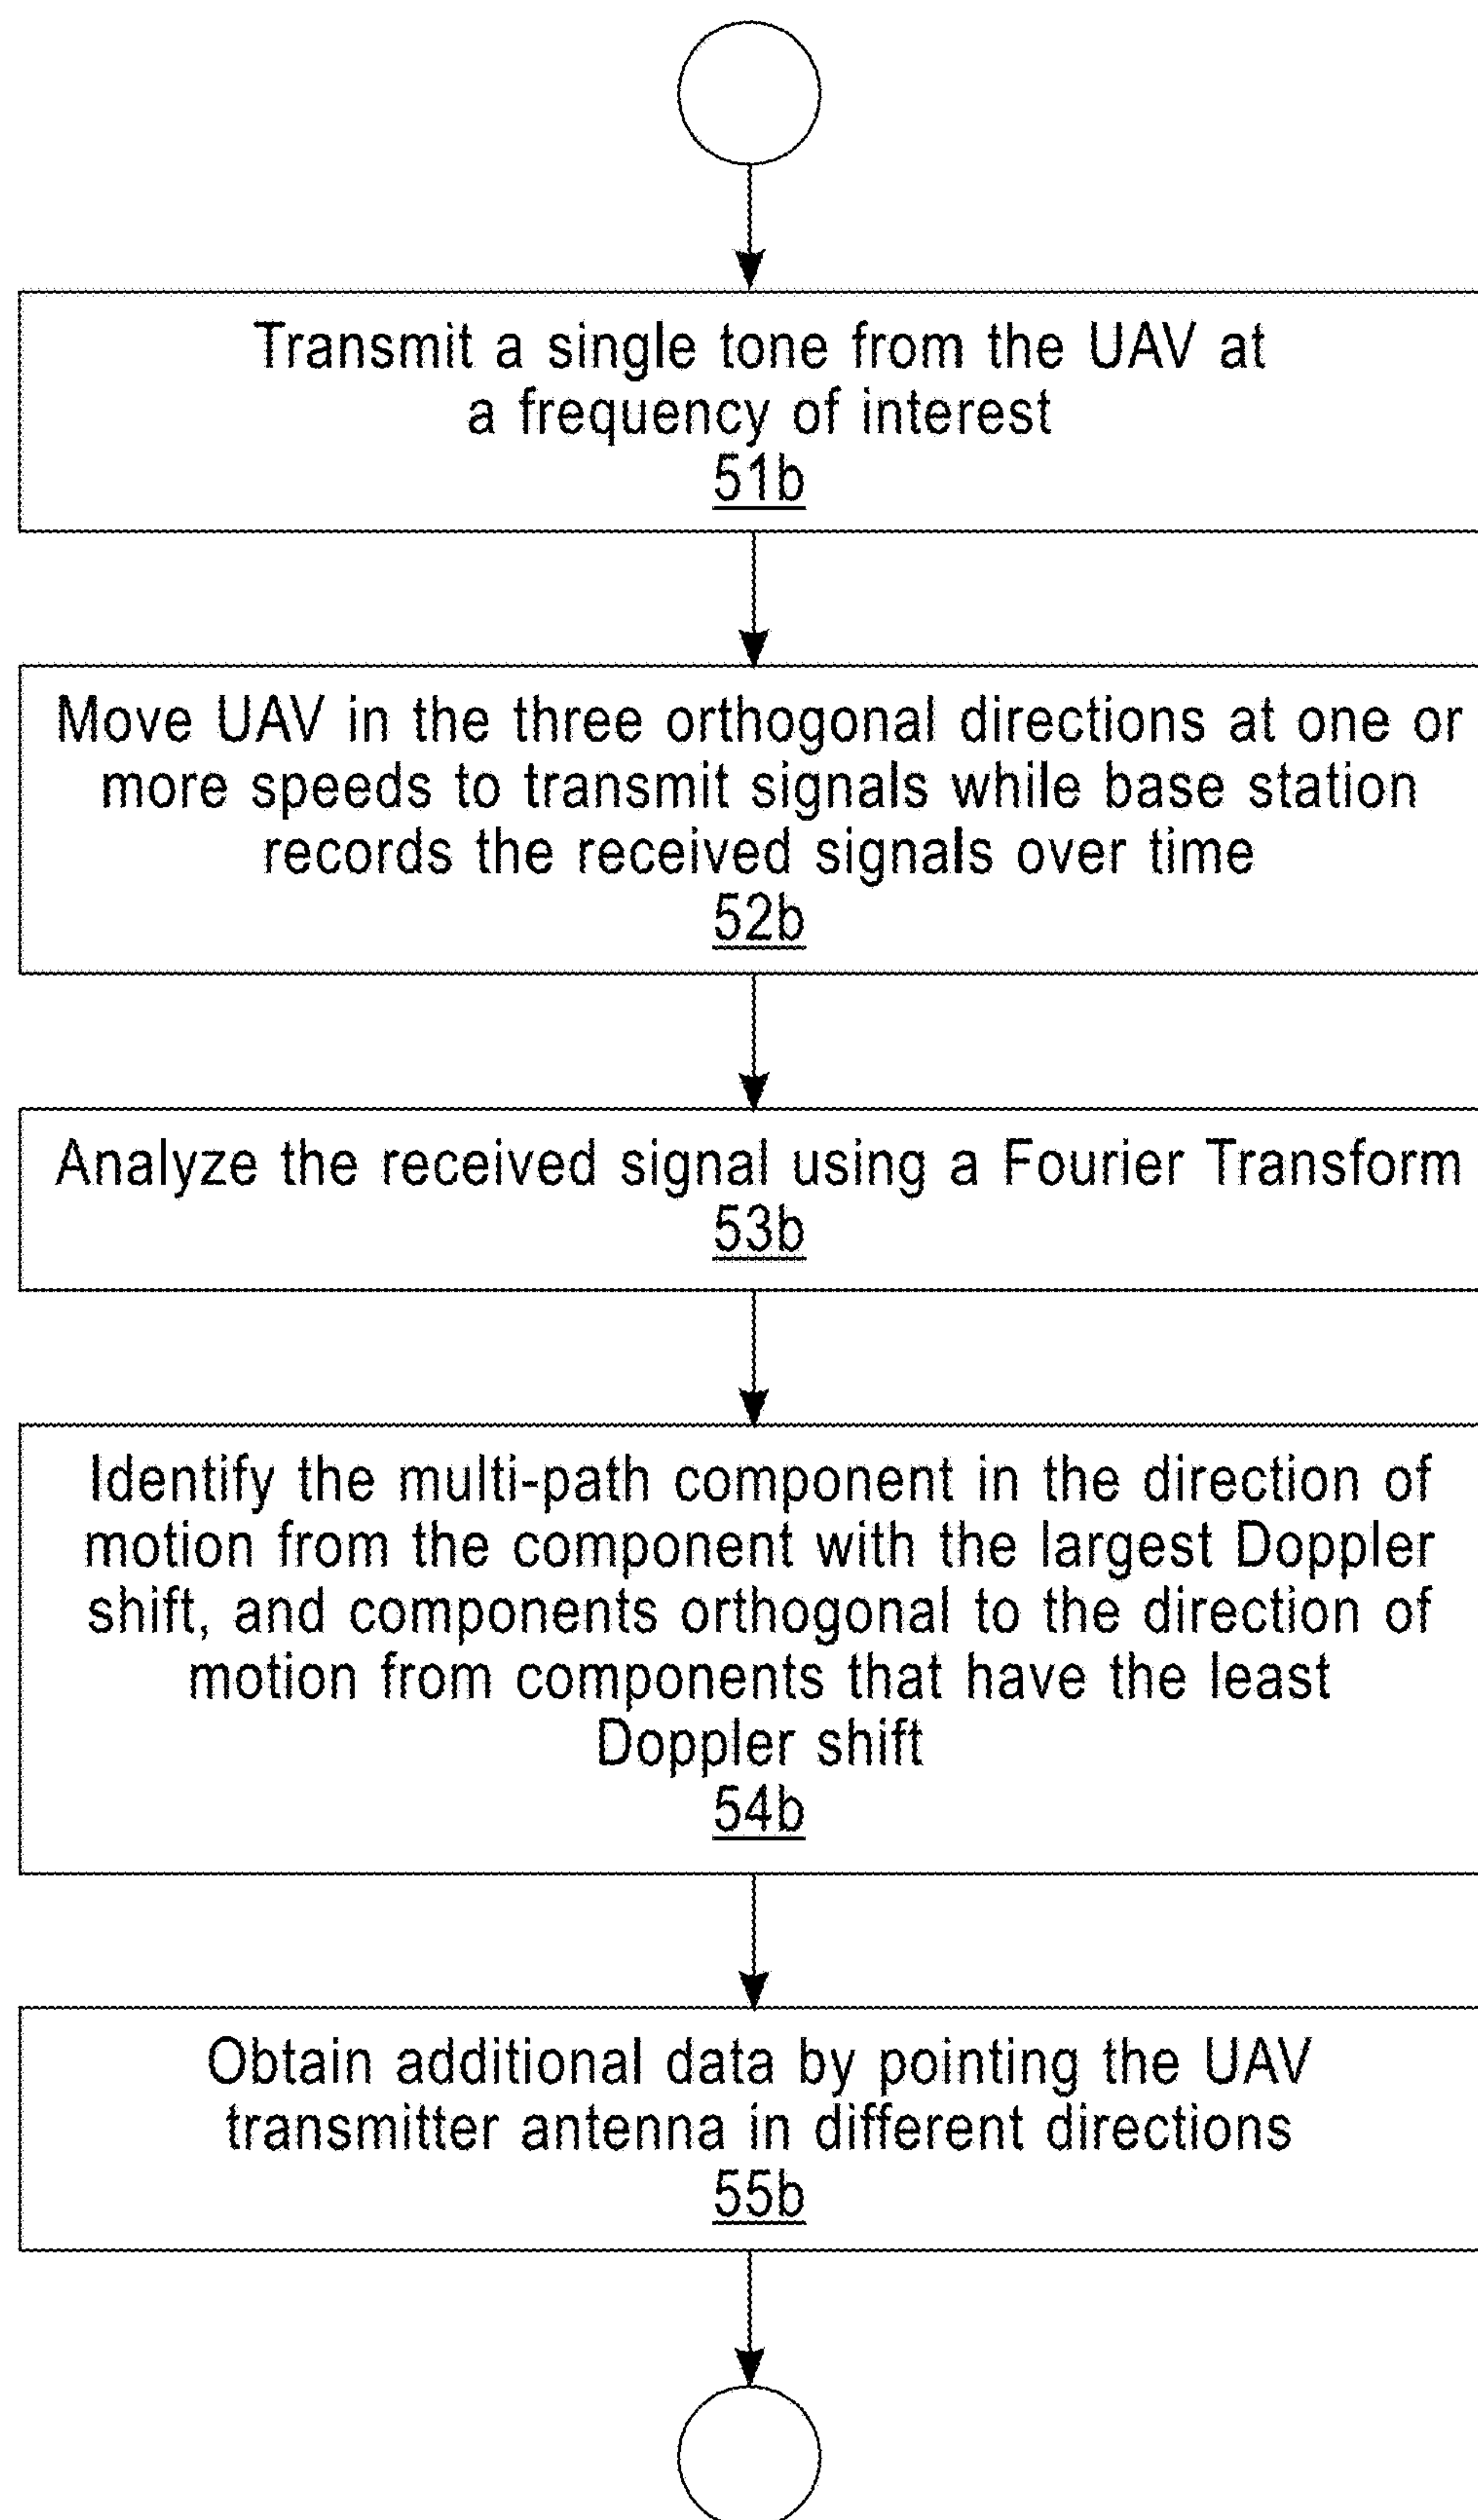 Transmit a single tone from the UAV at
a frequency of interest
51b
Move UAV in the three orthogonal directions at one or
more speeds to transmit signals while base station
records the received signals over time
52b
Analyze the received signal using a Fourier Transform
53b
Identify the multi-path component in the direction of
motion from the component with the largest Doppler
shift, and components orthogonal to the direction of
motion from components that have the least
Doppler shift
54b
Obtain additional data by pointing the UAV
transmitter antenna in different directions
55b